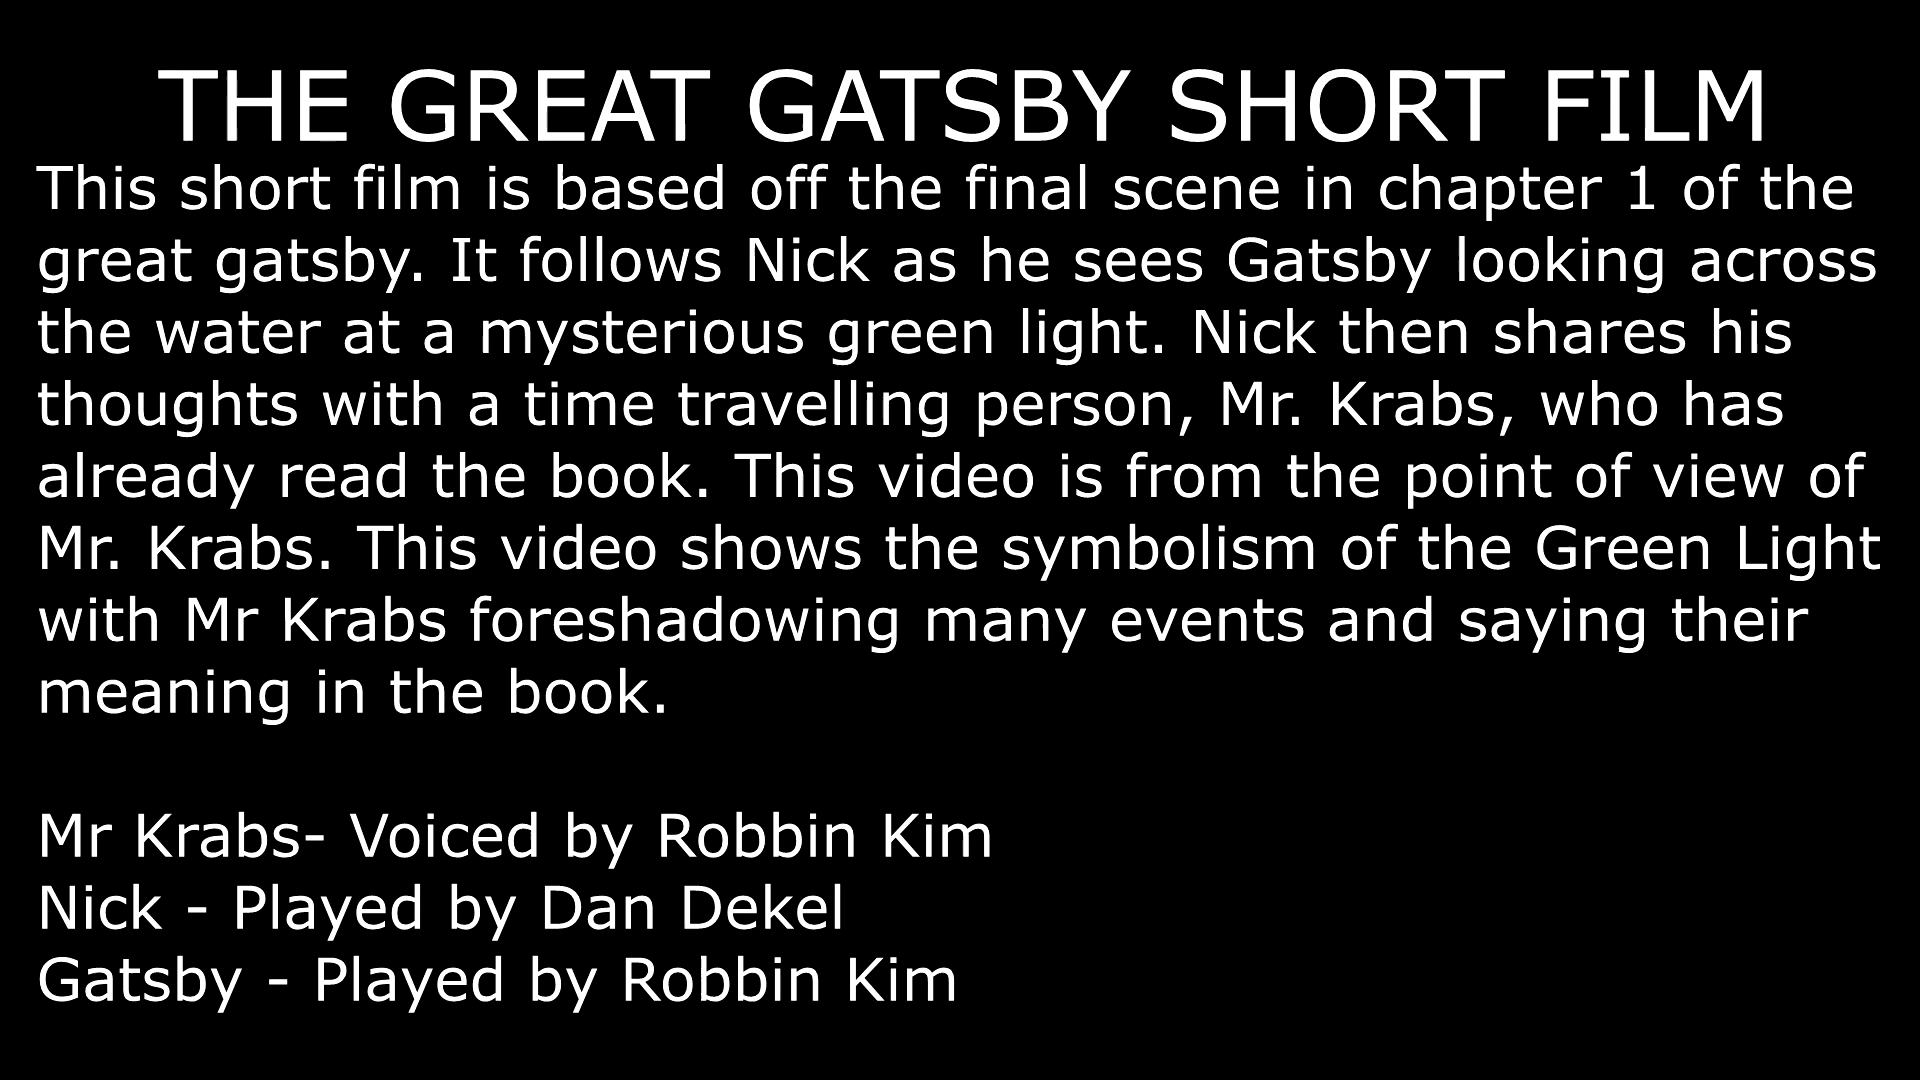 THE GREAT GATSBY SHORT FILM
This short film is based off the final scene in chapter 1 of the
great gatsby. It follows Nick as he sees Gatsby looking across
the water at a mysterious green light. Nick then shares his
thoughts with a time travelling person, Mr. Krabs, who has
already read the book. This video is from the point of view of
Mr. Krabs. This video shows the symbolism of the Green Light
with Mr Krabs foreshadowing many events and saying their
meaning in the book.
Mr Krabs- Voiced by Robbin Kim
Nick - Played by Dan Dekel
Gatsby - Played by Robbin Kim